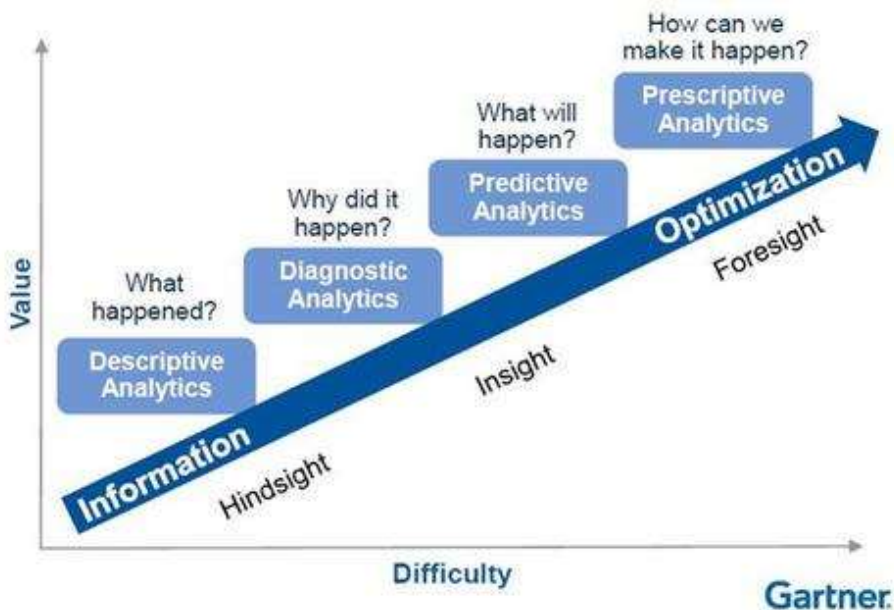 How can we
make it happen?
Prescriptive
Analytics
What will
happen?
Predictive
Analytics
Why did it
happen?
Diagnostic
Analytics
What
happened?
Descriptive
Analytics
Value
Information
Optimization
Hindsight
Insight
Foresight
Difficulty
Gartner